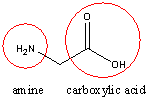 O
H₂N
OH
amine carboxylic acid